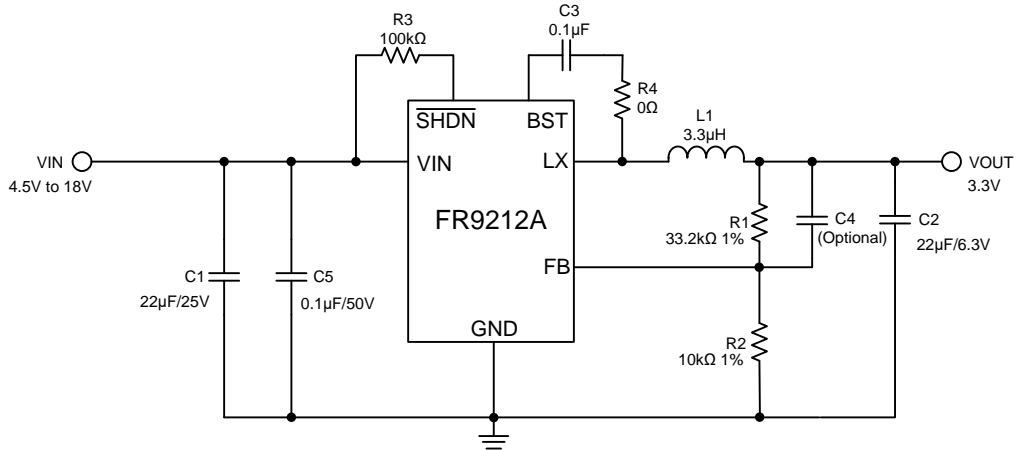 C3
0.1µF
R3
100kΩ
R4
0Ω
SHDN
BST
L1
3.3µH
VIN
4.5V to 18V
VIN
LX
VOUT
3.3V
FR9212A
R1
33.2kΩ 1%
C4
(Optional)
C2
22µF/6.3V
FB
C1
22µF/25V
C5
0.1µF/50V
GND
R2
10kΩ 1%